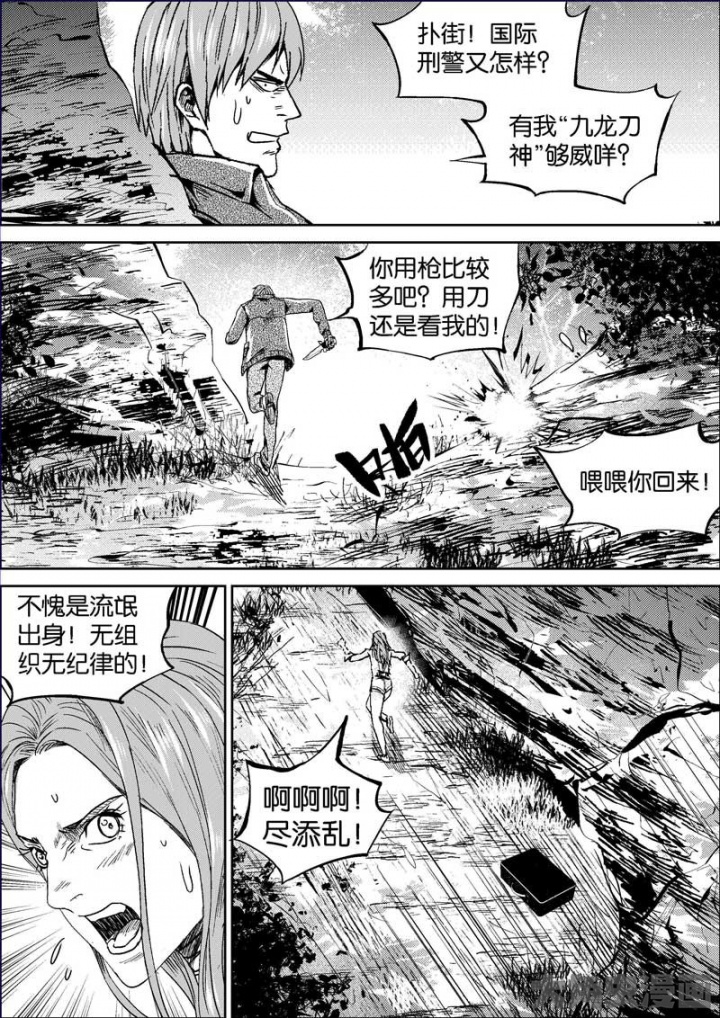 扑街！国际
刑警又怎样？
有我“九龙刀
神”够威咩？
你用枪比较
多吧？用刀
还是看我的！
啪
喂喂你回来！
不愧是流氓
出身！无组
织无纪律的！
啊啊啊！
尽添乱！